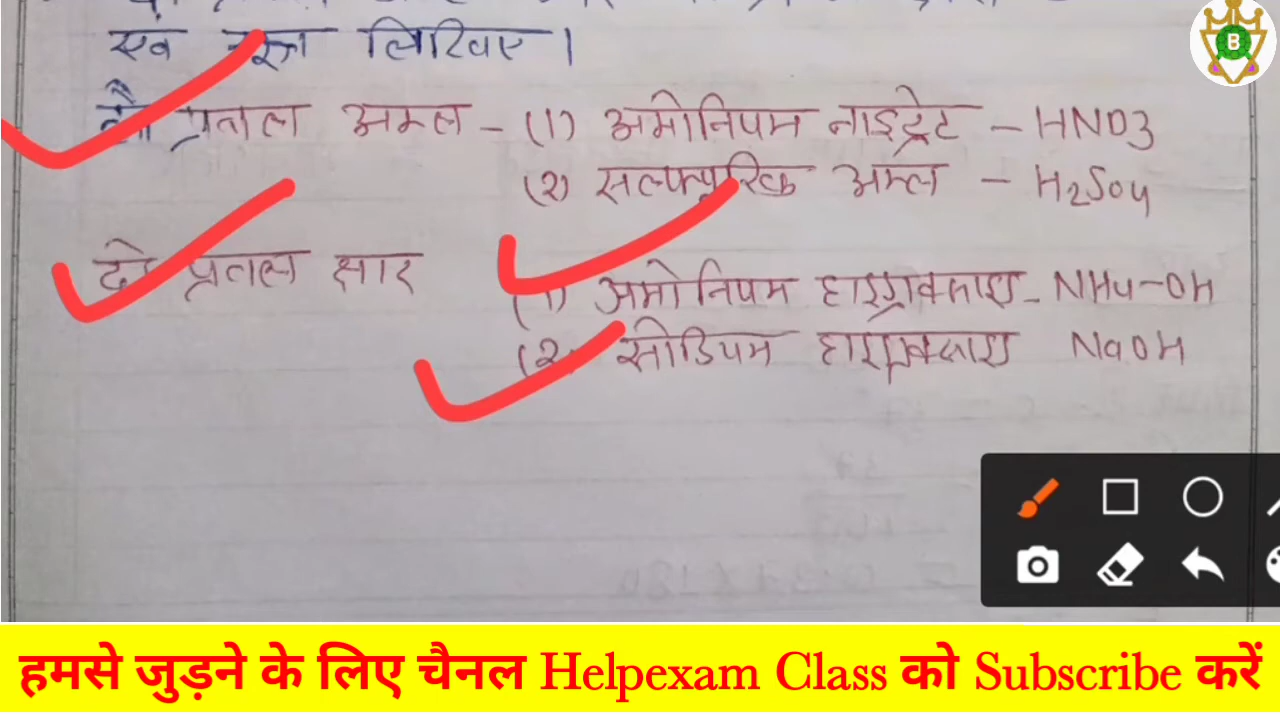 एवं सूत्र लिखिए।
दो प्रबल अम्ल – (1) अमोनियम नाइट्रेट – HNO3
(2) सल्फ्यूरिक अम्ल – H2SO4
दो प्रबल क्षार
(1) अमोनियम हाइड्राक्साइड - NH4-OH
(2) सोडियम हाइड्राक्साइड NaOH
B
हमसे जुड़ने के लिए चैनल Helpexam Class को Subscribe करें